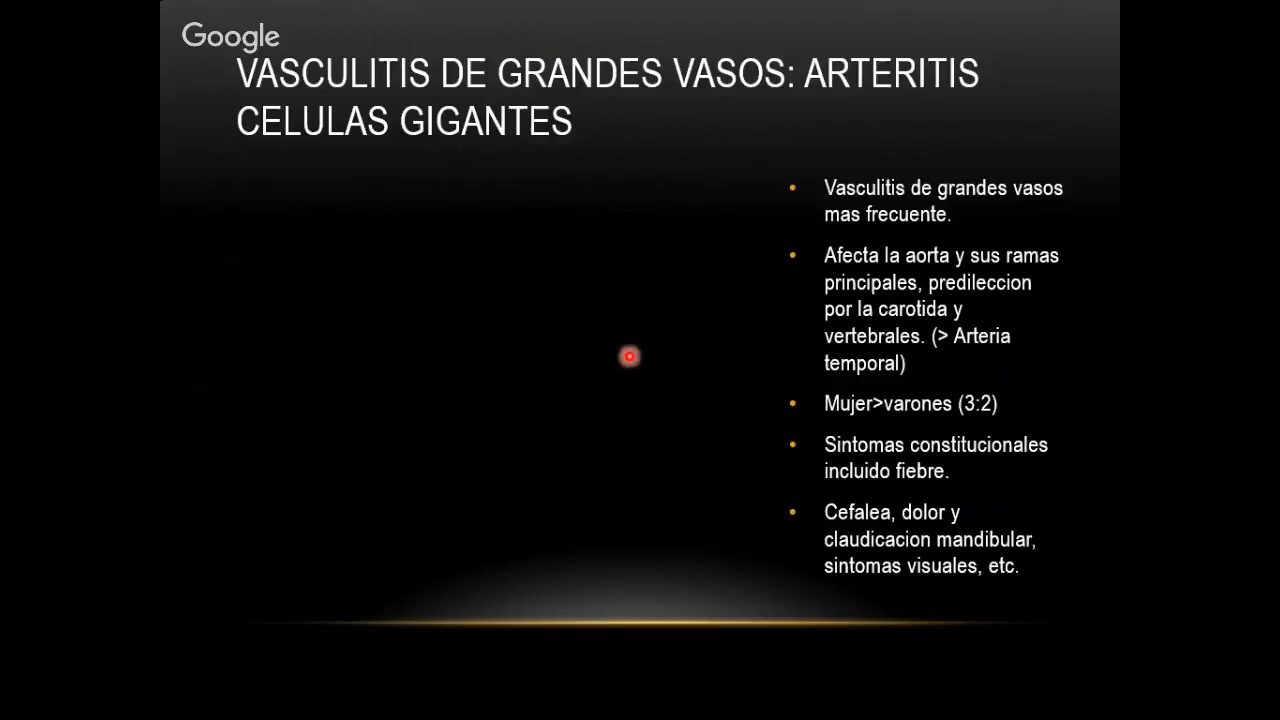 Google
VASCULITIS DE GRANDES VASOS: ARTERITIS
CELULAS GIGANTES
• Vasculitis de grandes vasos
mas frecuente.
• Afecta la aorta y sus ramas
principales, predileccion
por la carotida y
vertebrales. (> Arteria
temporal)
• Mujer>varones (3:2)
• Sintomas constitucionales
incluido fiebre.
• Cefalea, dolor y
claudicacion mandibular,
sintomas visuales, etc.